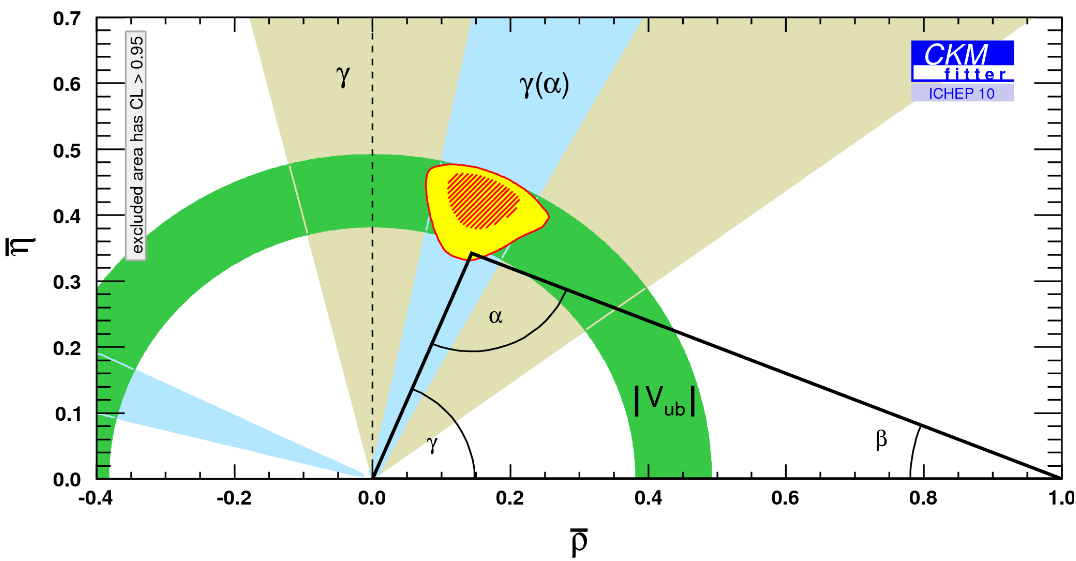 0.7
0.6
0.5
0.4
0.3
0.2
0.1
0.0
-0.4
-0.2
0.0
0.2
0.4
0.6
0.8
1.0
η̅
ρ̅
excluded area has CL > 0.95
γ
γ(α)
CKM
fitter
ICHEP 10
α
γ
β
|Vub|